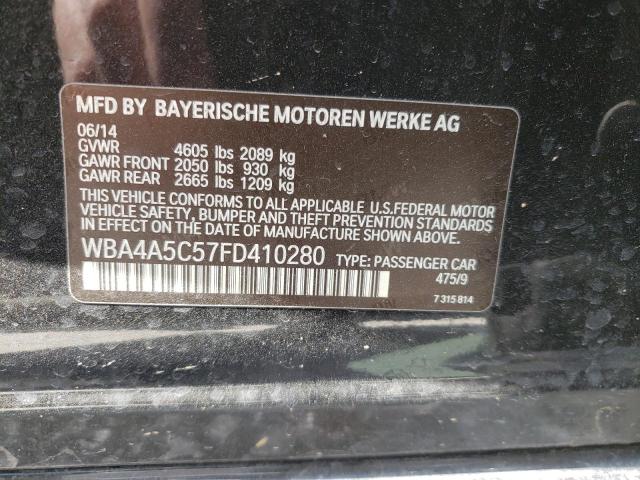 MFD BY BAYERISCHE MOTOREN WERKE AG
06/14
GVWR 4605 lbs 2089 kg
GAWR FRONT 2050 lbs 930 kg
GAWR REAR 2665 lbs 1209 kg
THIS VEHICLE CONFORMS TO ALL APPLICABLE U.S.FEDERAL MOTOR
VEHICLE SAFETY, BUMPER AND THEFT PREVENTION STANDARDS
IN EFFECT ON THE DATE OF MANUFACTURE SHOWN ABOVE.
WBA4A5C57FD410280 TYPE: PASSENGER CAR
475/9
7 315 814